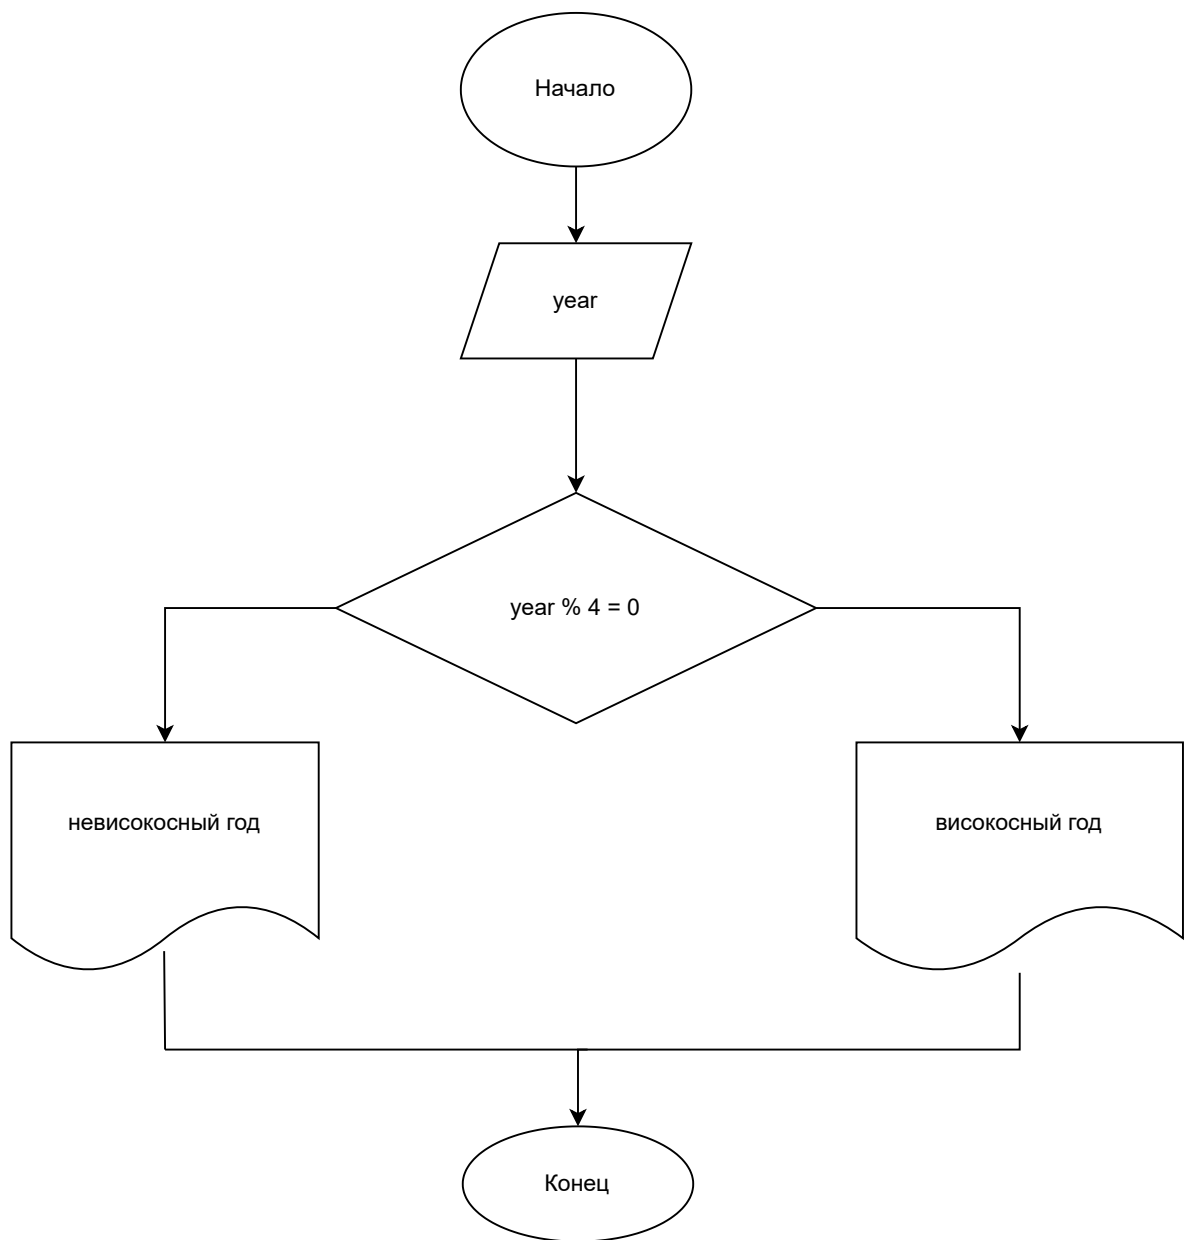 Начало
year
year % 4 = 0
невисокосный год
високосный год
Конец